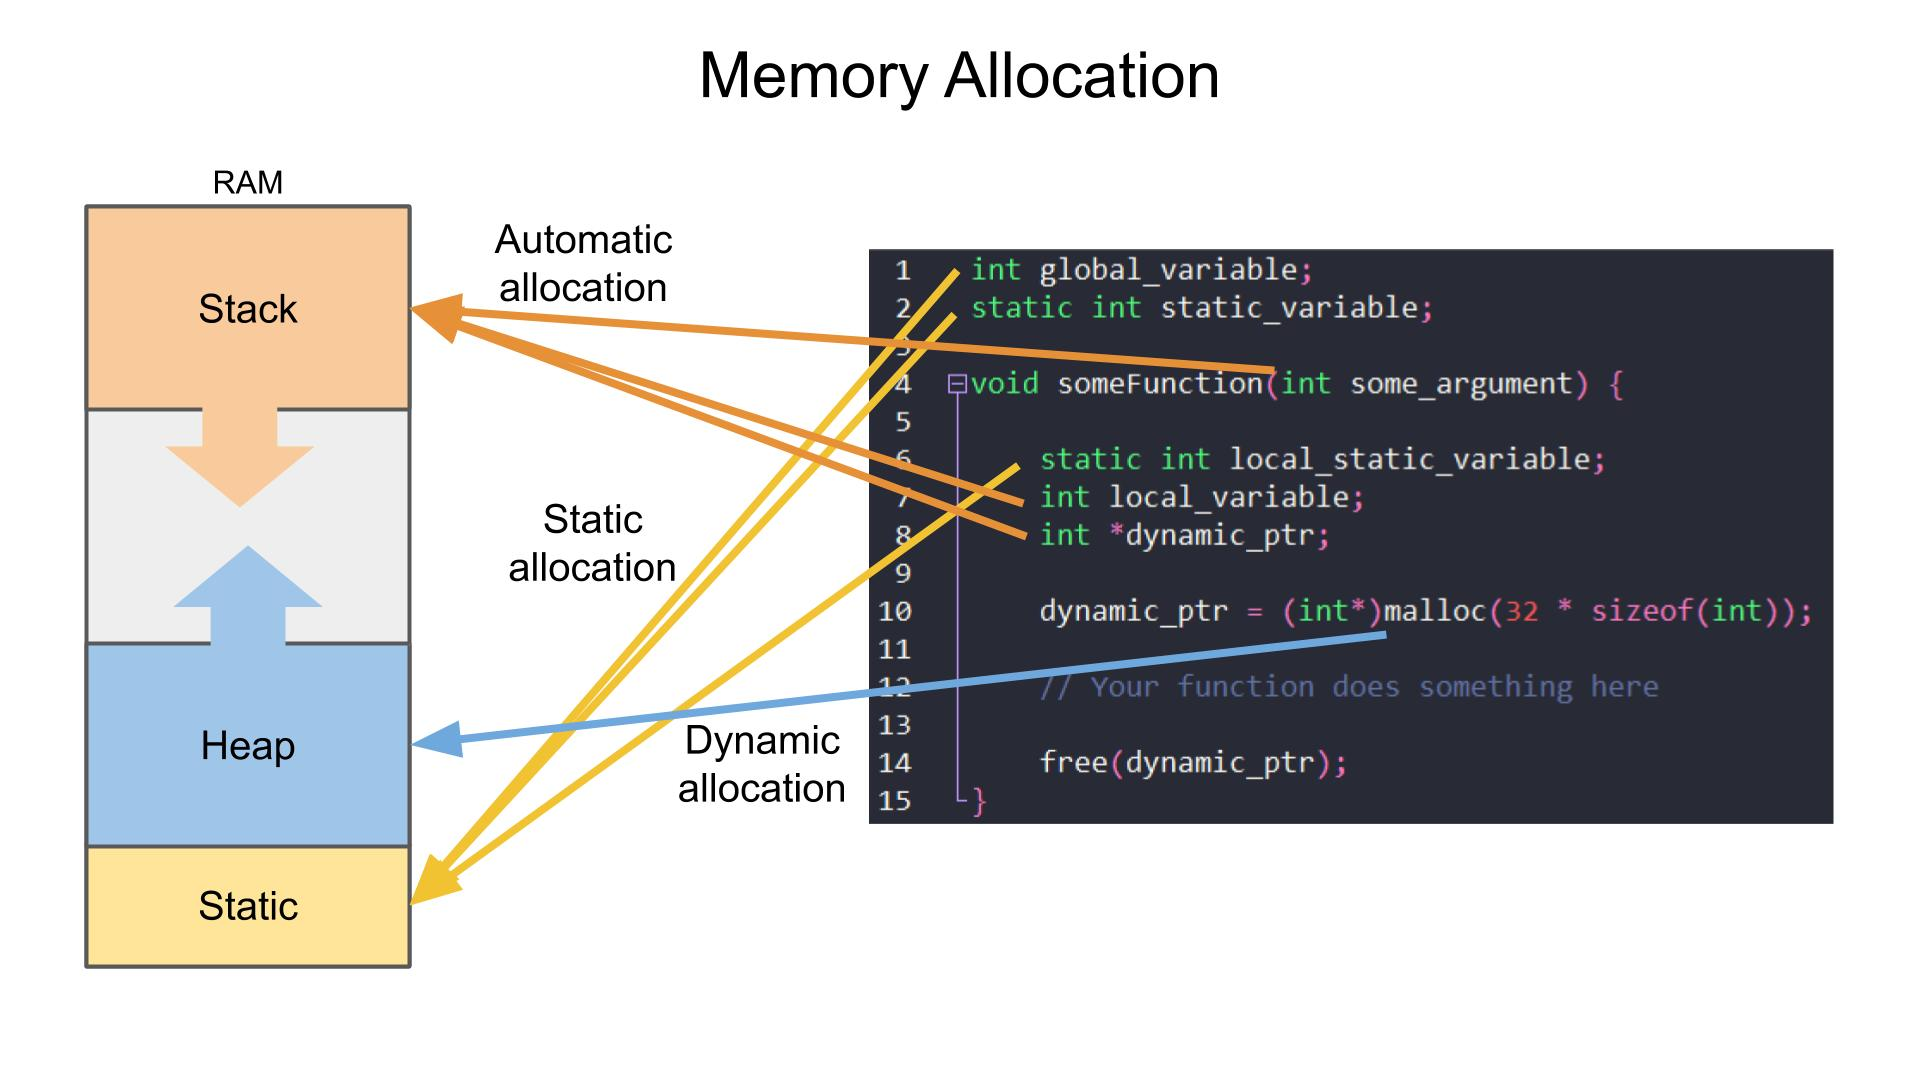 Memory Allocation
RAM
Stack
Heap
Static
Automatic
allocation
Static
allocation
Dynamic
allocation
1 int global_variable;
2 static int static_variable;
3
4 void someFunction(int some_argument) {
5
6 static int local_static_variable;
7 int local_variable;
8 int *dynamic_ptr;
9
10 dynamic_ptr = (int*)malloc(32 * sizeof(int));
11
12 // Your function does something here
13
14 free(dynamic_ptr);
15 }